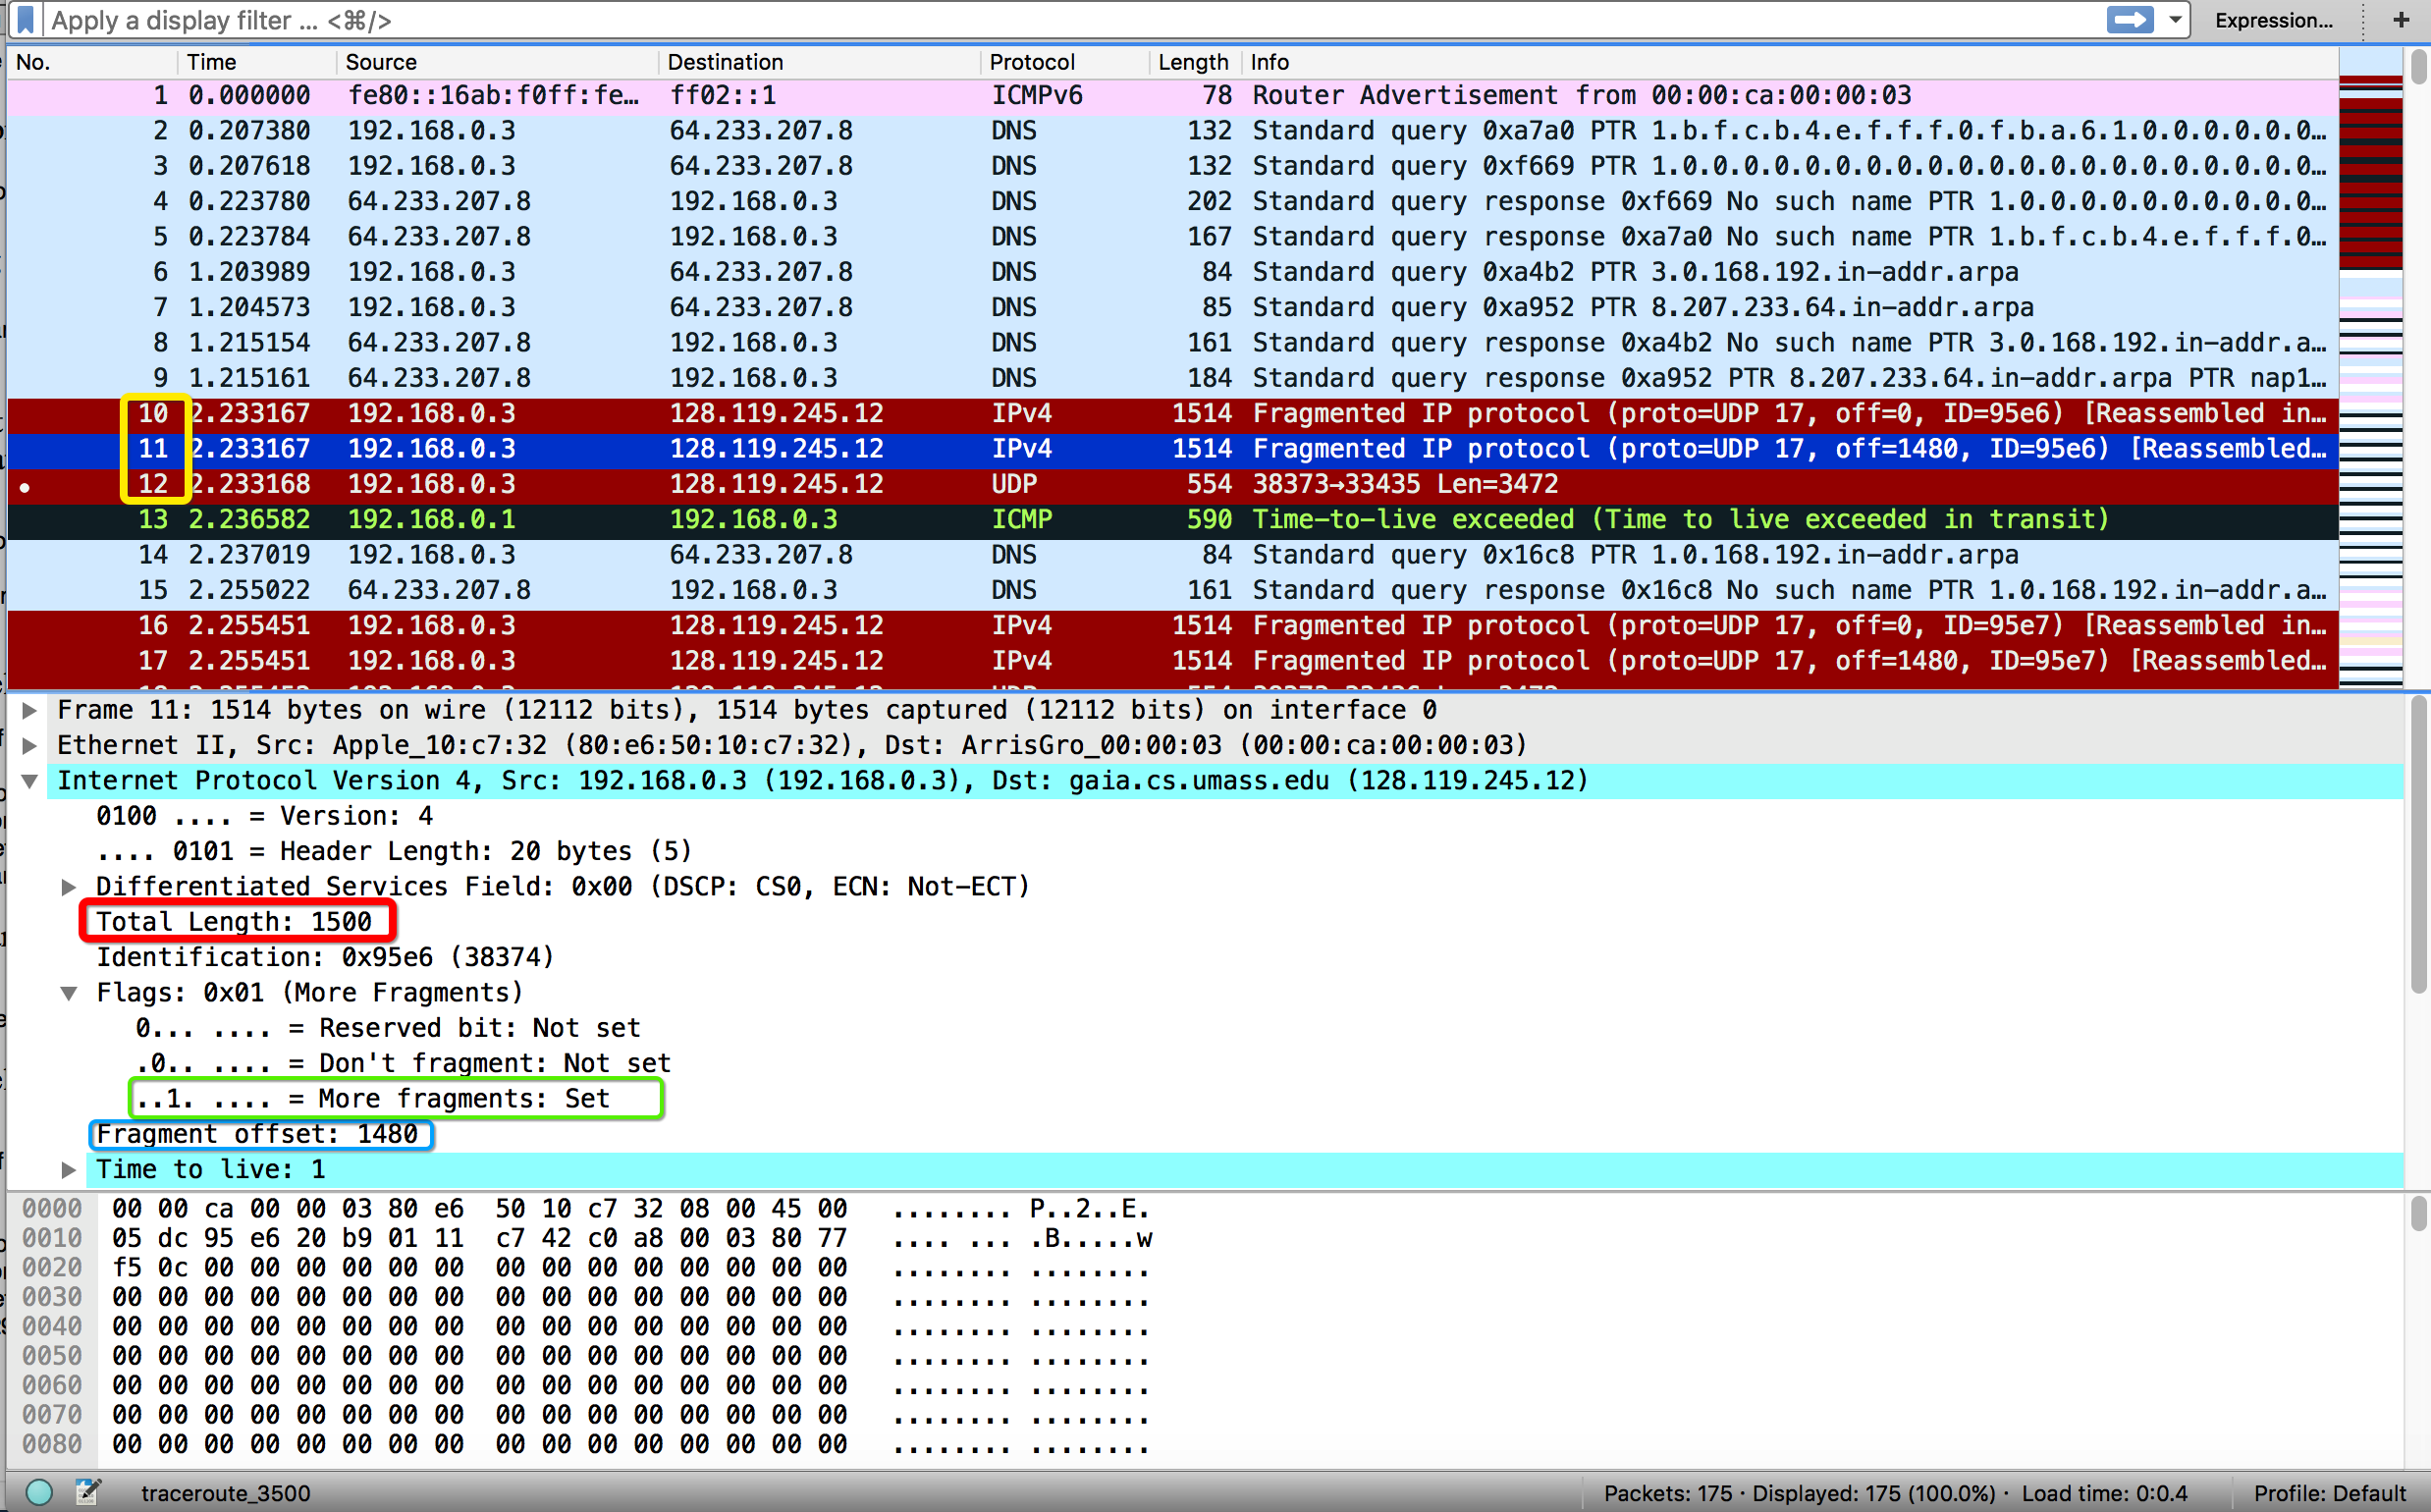 Apply a display filter ... <⌘/>
Expression...
+
No. Time Source Destination Protocol Length Info
1 0.000000 fe80::16ab:f0ff:fe… ff02::1 ICMPv6 78 Router Advertisement from 00:00:ca:00:00:03
2 0.207380 192.168.0.3 64.233.207.8 DNS 132 Standard query 0xa7a0 PTR 1.b.f.c.b.4.e.f.f.f.0.f.b.a.6.1.0.0.0.0.0.0…
3 0.207618 192.168.0.3 64.233.207.8 DNS 132 Standard query 0xf669 PTR 1.0.0.0.0.0.0.0.0.0.0.0.0.0.0.0.0.0.0.0.0.0…
4 0.223780 64.233.207.8 192.168.0.3 DNS 202 Standard query response 0xf669 No such name PTR 1.0.0.0.0.0.0.0.0.0.0…
5 0.223784 64.233.207.8 192.168.0.3 DNS 167 Standard query response 0xa7a0 No such name PTR 1.b.f.c.b.4.e.f.f.f.0…
6 1.203989 192.168.0.3 64.233.207.8 DNS 84 Standard query 0xa4b2 PTR 3.0.168.192.in-addr.arpa
7 1.204573 192.168.0.3 64.233.207.8 DNS 85 Standard query 0xa952 PTR 8.207.233.64.in-addr.arpa
8 1.215154 64.233.207.8 192.168.0.3 DNS 161 Standard query response 0xa4b2 No such name PTR 3.0.168.192.in-addr.a…
9 1.215161 64.233.207.8 192.168.0.3 DNS 184 Standard query response 0xa952 PTR 8.207.233.64.in-addr.arpa PTR nap1…
10 2.233167 192.168.0.3 128.119.245.12 IPv4 1514 Fragmented IP protocol (proto=UDP 17, off=0, ID=95e6) [Reassembled in…
11 2.233167 192.168.0.3 128.119.245.12 IPv4 1514 Fragmented IP protocol (proto=UDP 17, off=1480, ID=95e6) [Reassembled…
12 2.233168 192.168.0.3 128.119.245.12 UDP 554 38373→33435 Len=3472
13 2.236582 192.168.0.1 192.168.0.3 ICMP 590 Time-to-live exceeded (Time to live exceeded in transit)
14 2.237019 192.168.0.3 64.233.207.8 DNS 84 Standard query 0x16c8 PTR 1.0.168.192.in-addr.arpa
15 2.255022 64.233.207.8 192.168.0.3 DNS 161 Standard query response 0x16c8 No such name PTR 1.0.168.192.in-addr.a…
16 2.255451 192.168.0.3 128.119.245.12 IPv4 1514 Fragmented IP protocol (proto=UDP 17, off=0, ID=95e7) [Reassembled in…
17 2.255451 192.168.0.3 128.119.245.12 IPv4 1514 Fragmented IP protocol (proto=UDP 17, off=1480, ID=95e7) [Reassembled…
Frame 11: 1514 bytes on wire (12112 bits), 1514 bytes captured (12112 bits) on interface 0
Ethernet II, Src: Apple_10:c7:32 (80:e6:50:10:c7:32), Dst: ArrisGro_00:00:03 (00:00:ca:00:00:03)
Internet Protocol Version 4, Src: 192.168.0.3 (192.168.0.3), Dst: gaia.cs.umass.edu (128.119.245.12)
0100 .... = Version: 4
.... 0101 = Header Length: 20 bytes (5)
Differentiated Services Field: 0x00 (DSCP: CS0, ECN: Not-ECT)
Total Length: 1500
Identification: 0x95e6 (38374)
Flags: 0x01 (More Fragments)
0... .... = Reserved bit: Not set
.0.. .... = Don't fragment: Not set
..1. .... = More fragments: Set
Fragment offset: 1480
Time to live: 1
0000 00 00 ca 00 00 03 80 e6 50 10 c7 32 08 00 45 00 ........ P..2..E.
0010 05 dc 95 e6 20 b9 01 11 c7 42 c0 a8 00 03 80 77 .... ... .B.....w
0020 f5 0c 00 00 00 00 00 00 00 00 00 00 00 00 00 00 ........ ........
0030 00 00 00 00 00 00 00 00 00 00 00 00 00 00 00 00 ........ ........
0040 00 00 00 00 00 00 00 00 00 00 00 00 00 00 00 00 ........ ........
0050 00 00 00 00 00 00 00 00 00 00 00 00 00 00 00 00 ........ ........
0060 00 00 00 00 00 00 00 00 00 00 00 00 00 00 00 00 ........ ........
0070 00 00 00 00 00 00 00 00 00 00 00 00 00 00 00 00 ........ ........
0080 00 00 00 00 00 00 00 00 00 00 00 00 00 00 00 00 ........ ........
traceroute_3500
Packets: 175 · Displayed: 175 (100.0%) · Load time: 0:0.4
Profile: Default